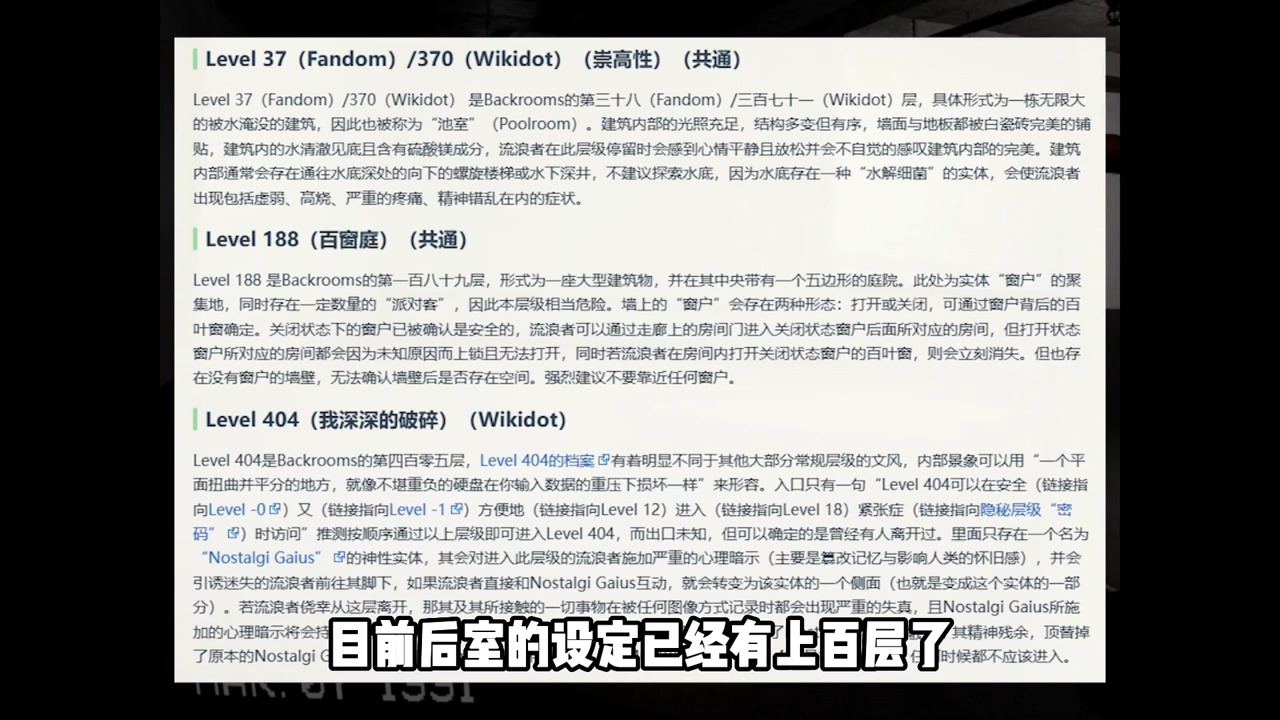 Level 37（Fandom）/370（Wikidot）（崇高性）（共通）
Level 37（Fandom）/370（Wikidot） 是Backrooms的第三十八（Fandom）/三百七十一（Wikidot）层，具体形式为一栋无限大
的被水淹没的建筑，因此也被称为“池室”（Poolroom）。建筑内部的光照充足，结构多变但有序，墙面与地板都被白瓷砖完美的铺
贴，建筑内的水清澈见底且含有硫酸镁成分，流浪者在此层级停留时会感到心情平静且放松并会不自觉的感叹建筑内部的完美。建筑
内部通常会存在通往水底深处的向下的螺旋楼梯或水下深井，不建议探索水底，因为水底存在一种“水解细菌”的实体，会使流浪者
出现包括虚弱、高烧、严重的疼痛、精神错乱在内的症状。
Level 188（百窗庭）（共通）
Level 188 是Backrooms的第一百八十九层，形式为一座大型建筑物，并在其中央带有一个五边形的庭院。此处为实体“窗户”的聚
集地，同时存在一定数量的“派对客”，因此本层级相当危险。墙上的“窗户”会存在两种形态：打开或关闭，可通过窗户背后的百
叶窗确定。关闭状态下的窗户已被确认是安全的，流浪者可以通过走廊上的房间门进入关闭状态窗户后面所对应的房间，但打开状态
窗户所对应的房间都会因为未知原因而上锁且无法打开，同时若流浪者在房间内打开关闭状态窗户的百叶窗，则会立刻消失。但也存
在没有窗户的墙壁，无法确认墙壁后是否存在空间。强烈建议不要靠近任何窗户。
Level 404（我深深的破碎）（Wikidot）
Level 404是Backrooms的第四百零五层，Level 404的档案有着明显不同于其他大部分常规层级的文风，内部景象可以用“一个平
面扭曲并平分的地方，就像不堪重负的硬盘在你输入数据的重压下损坏一样”来形容。入口只有一句“Level 404可以在安全（链接指
向Level -0）又（链接指向Level -1）方便地（链接指向Level 12）进入（链接指向Level 18）紧张症（链接指向隐秘层级“密
码”）时访问”推测按顺序通过以上层级即可进入Level 404，而出口未知，但可以确定的是曾经有人离开过。里面只存在一个名为
“Nostalgi Gaius”的神性实体，其会对进入此层级的流浪者施加严重的心理暗示（主要是篡改记忆与影响人类的怀旧感），并会
引诱迷失的流浪者前往其脚下，如果流浪者直接和Nostalgi Gaius互动，就会转变为该实体的一个侧面（也就是变成这个实体的一部
分）。若流浪者侥幸从这层离开，那其及其所接触的一切事物在被任何图像方式记录时都会出现严重的失真，且Nostalgi Gaius所施
加的心理暗示将会持 其精神残余，顶替掉
了原本的Nostalgi G 时候都不应该进入。
目前后室的设定已经有上百层了